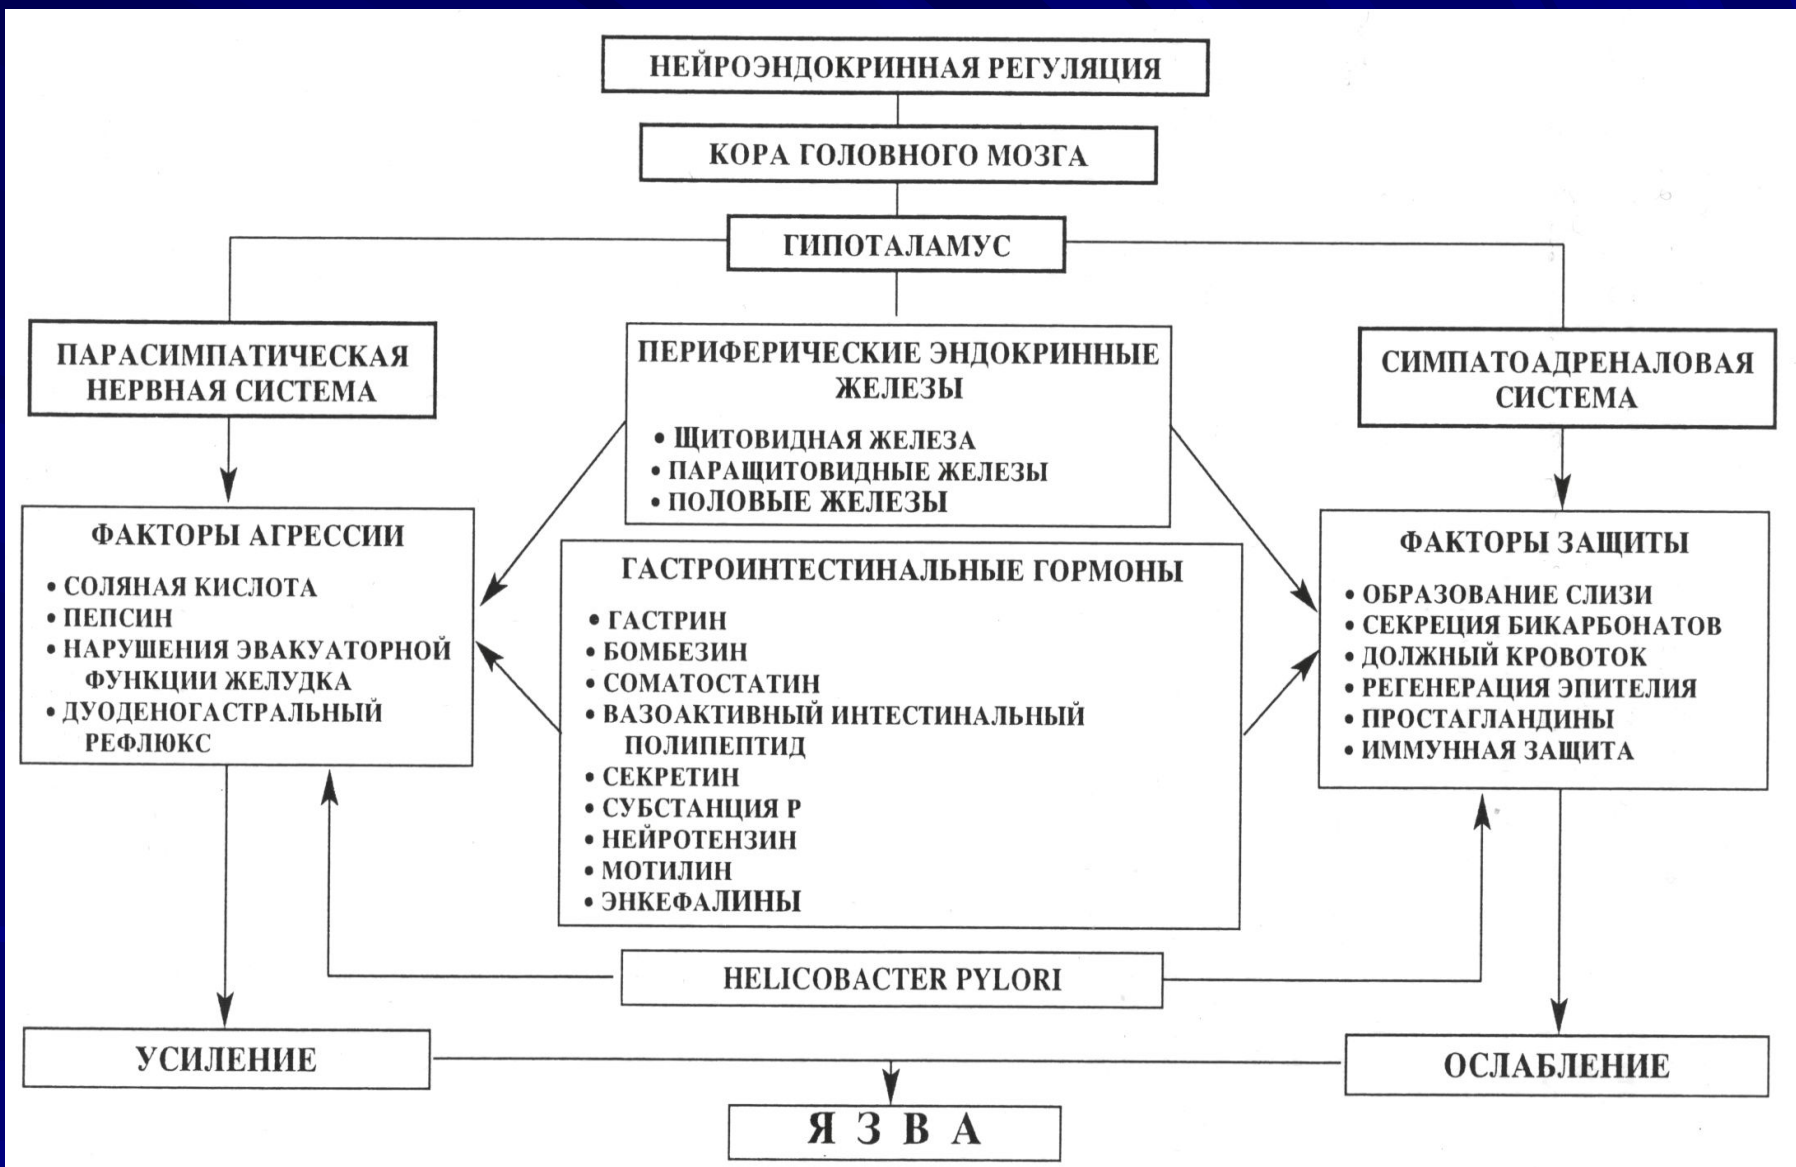 НЕЙРОЭНДОКРИННАЯ РЕГУЛЯЦИЯ
КОРА ГОЛОВНОГО МОЗГА
ГИПОТАЛАМУС
ПАРАСИМПАТИЧЕСКАЯ
НЕРВНАЯ СИСТЕМА
ПЕРИФЕРИЧЕСКИЕ ЭНДОКРИННЫЕ
ЖЕЛЕЗЫ
• ЩИТОВИДНАЯ ЖЕЛЕЗА
• ПАРАЩИТОВИДНЫЕ ЖЕЛЕЗЫ
• ПОЛОВЫЕ ЖЕЛЕЗЫ
СИМПАТОАДРЕНАЛОВАЯ
СИСТЕМА
ФАКТОРЫ АГРЕССИИ
• СОЛЯНАЯ КИСЛОТА
• ПЕПСИН
• НАРУШЕНИЯ ЭВАКУАТОРНОЙ
ФУНКЦИИ ЖЕЛУДКА
• ДУОДЕНОГАСТРАЛЬНЫЙ
РЕФЛЮКС
ГАСТРОИНТЕСТИНАЛЬНЫЕ ГОРМОНЫ
• ГАСТРИН
• БОМБЕЗИН
• СОМАТОСТАТИН
• ВАЗОАКТИВНЫЙ ИНТЕСТИНАЛЬНЫЙ
ПОЛИПЕПТИД
• СЕКРЕТИН
• СУБСТАНЦИЯ Р
• НЕЙРОТЕНЗИН
• МОТИЛИН
• ЭНКЕФАЛИНЫ
ФАКТОРЫ ЗАЩИТЫ
• ОБРАЗОВАНИЕ СЛИЗИ
• СЕКРЕЦИЯ БИКАРБОНАТОВ
• ДОЛЖНЫЙ КРОВОТОК
• РЕГЕНЕРАЦИЯ ЭПИТЕЛИЯ
• ПРОСТАГЛАНДИНЫ
• ИММУННАЯ ЗАЩИТА
HELICOBACTER PYLORI
УСИЛЕНИЕ
ОСЛАБЛЕНИЕ
Я З В А